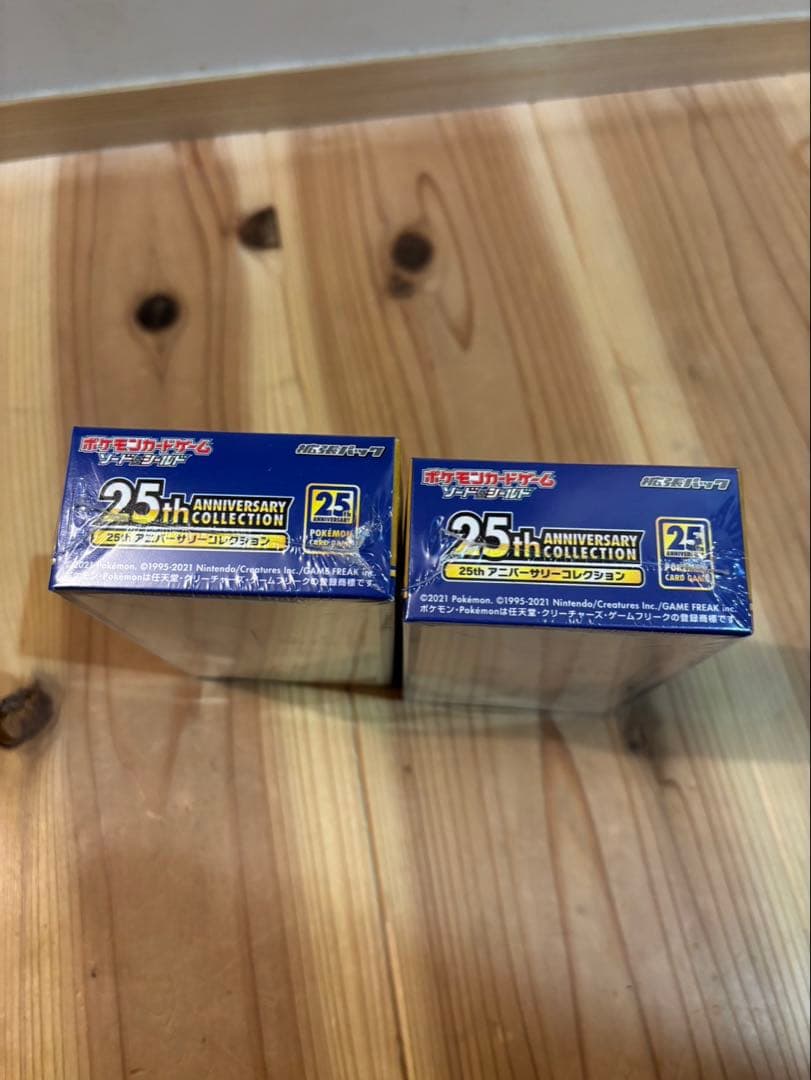 ポケモンカードゲーム
ソード&シールド
拡張パック
25th ANNIVERSARY
COLLECTION
25th アニバーサリーコレクション
25TH
ANNIVERSARY
POKÉMON
CARD GAME
©2021 Pokémon. ©1995-2021 Nintendo/Creatures Inc./GAME FREAK inc.
ポケモン・Pokémonは任天堂・クリーチャーズ・ゲームフリークの登録商標です。
ポケモンカードゲーム
ソード&シールド
拡張パック
25th ANNIVERSARY
COLLECTION
25th アニバーサリーコレクション
25TH
ANNIVERSARY
POKÉMON
CARD GAME
©2021 Pokémon. ©1995-2021 Nintendo/Creatures Inc./GAME FREAK inc.
ポケモン・Pokémonは任天堂・クリーチャーズ・ゲームフリークの登録商標です